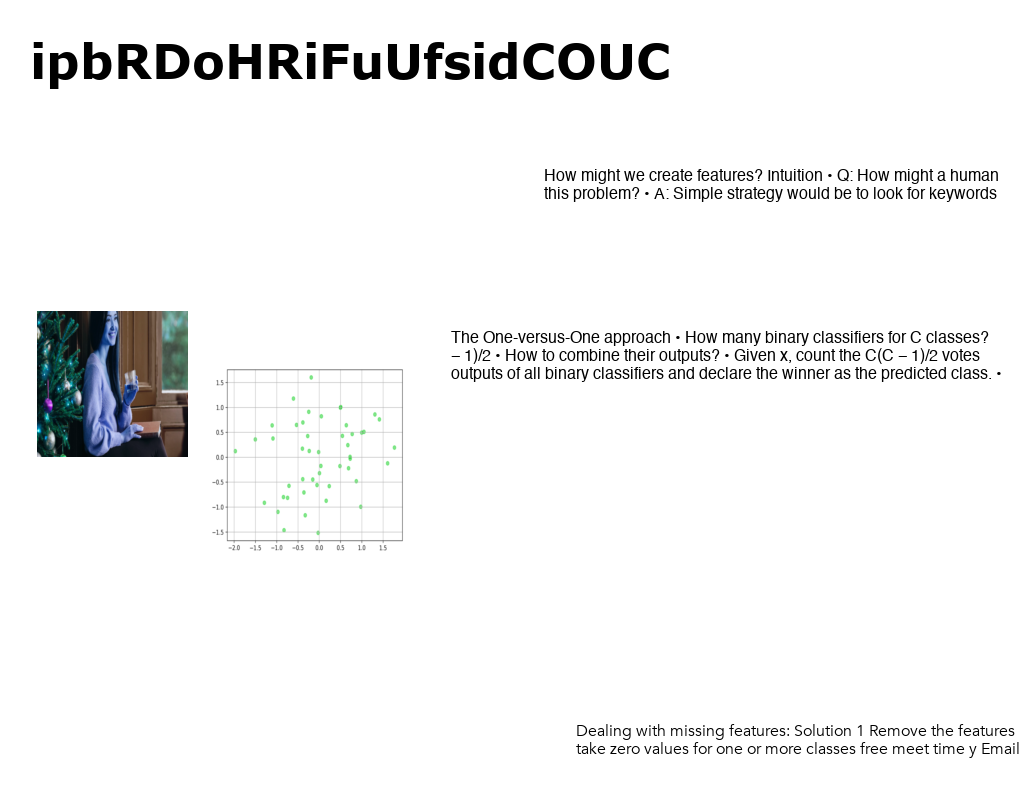 ipbRDoHRiFuUfsidCOUC
How might we create features? Intuition • Q: How might a human
this problem? • A: Simple strategy would be to look for keywords
The One-versus-One approach • How many binary classifiers for C classes?
– 1)/2 • How to combine their outputs? • Given x, count the C(C – 1)/2 votes
outputs of all binary classifiers and declare the winner as the predicted class. •
1.5
1.0
0.5
0.0
−0.5
−1.0
−1.5
−2.0 −1.5 −1.0 −0.5 0.0 0.5 1.0 1.5
Dealing with missing features: Solution 1 Remove the features
take zero values for one or more classes free meet time y Email